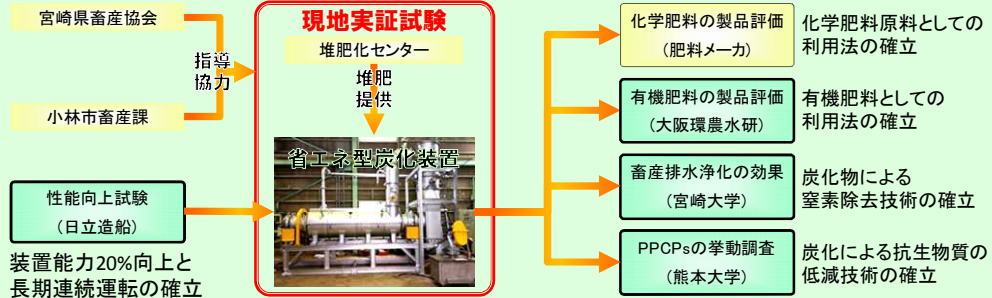 宮崎県畜産協会
小林市畜産課
指導
協力
性能向上試験
(日立造船)
装置能力20%向上と
長期連続運転の確立
現地実証試験
堆肥化センター
堆肥
提供
省エネ型炭化装置
化学肥料の製品評価
(肥料メーカ)
化学肥料原料としての
利用法の確立
有機肥料の製品評価
(大阪環農水研)
有機肥料としての
利用法の確立
畜産排水浄化の効果
(宮崎大学)
炭化物による
窒素除去技術の確立
PPCPsの挙動調査
(熊本大学)
炭化による抗生物質の
低減技術の確立